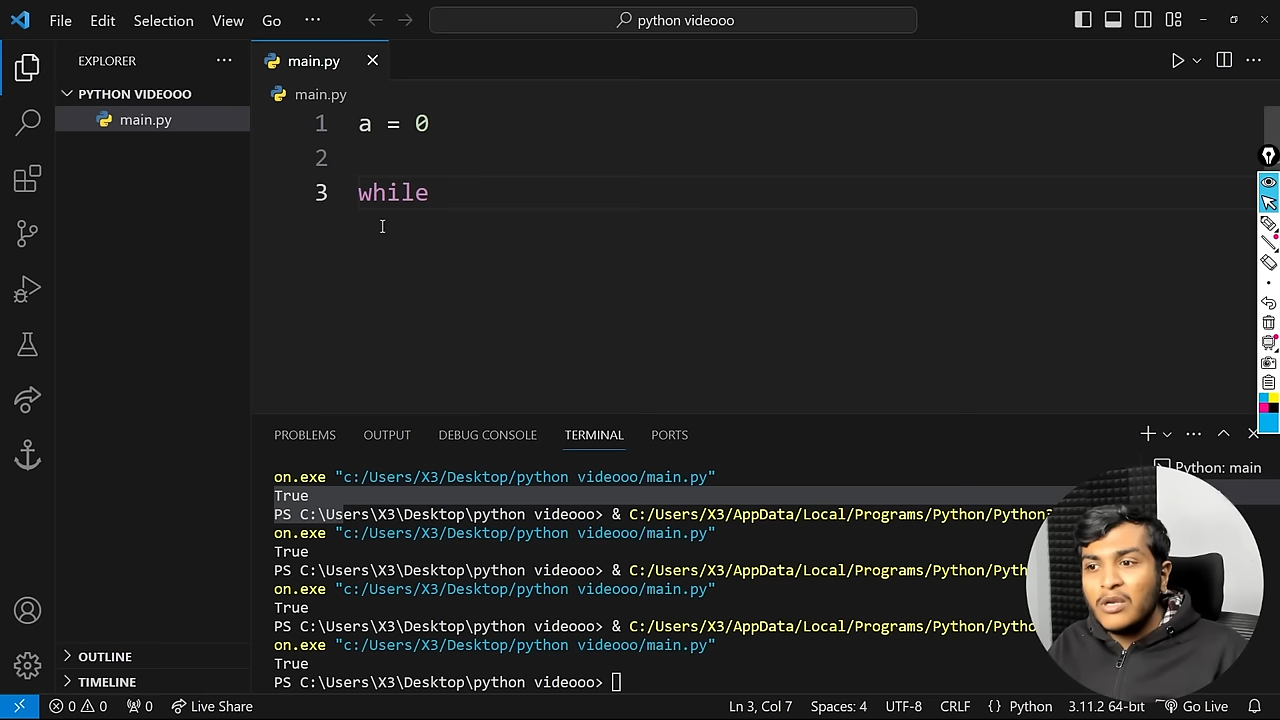 File Edit Selection View Go ··· python videooo
EXPLORER ···
PYTHON VIDEOOO
main.py
main.py
main.py
1 a = 0
2
3 while
PROBLEMS OUTPUT DEBUG CONSOLE TERMINAL PORTS
Python: main
on.exe "c:/Users/X3/Desktop/python videooo/main.py"
True
PS C:\Users\X3\Desktop\python videooo> & C:/Users/X3/AppData/Local/Programs/Python/Python3
on.exe "c:/Users/X3/Desktop/python videooo/main.py"
True
PS C:\Users\X3\Desktop\python videooo> & C:/Users/X3/AppData/Local/Programs/Python/Pyth
on.exe "c:/Users/X3/Desktop/python videooo/main.py"
True
PS C:\Users\X3\Desktop\python videooo> & C:/Users/X3/AppData/Local/Programs/Python/Pytho
on.exe "c:/Users/X3/Desktop/python videooo/main.py"
True
PS C:\Users\X3\Desktop\python videooo>
OUTLINE
TIMELINE
0 0 0 Live Share Ln 3, Col 7 Spaces: 4 UTF-8 CRLF {} Python 3.11.2 64-bit Go Live